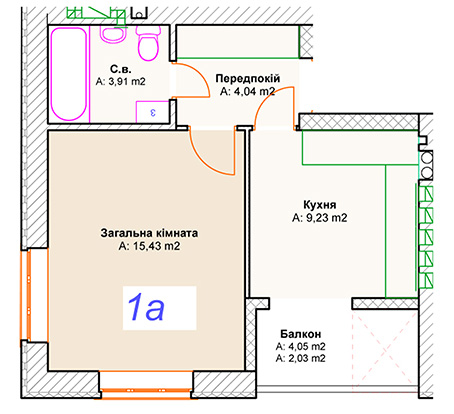 С.в.
А: 3,91 m2
3
Передпокій
А: 4,04 m2
Загальна кімната
А: 15,43 m2
Кухня
А: 9,23 m2
1а
Балкон
А: 4,05 m2
А: 2,03 m2